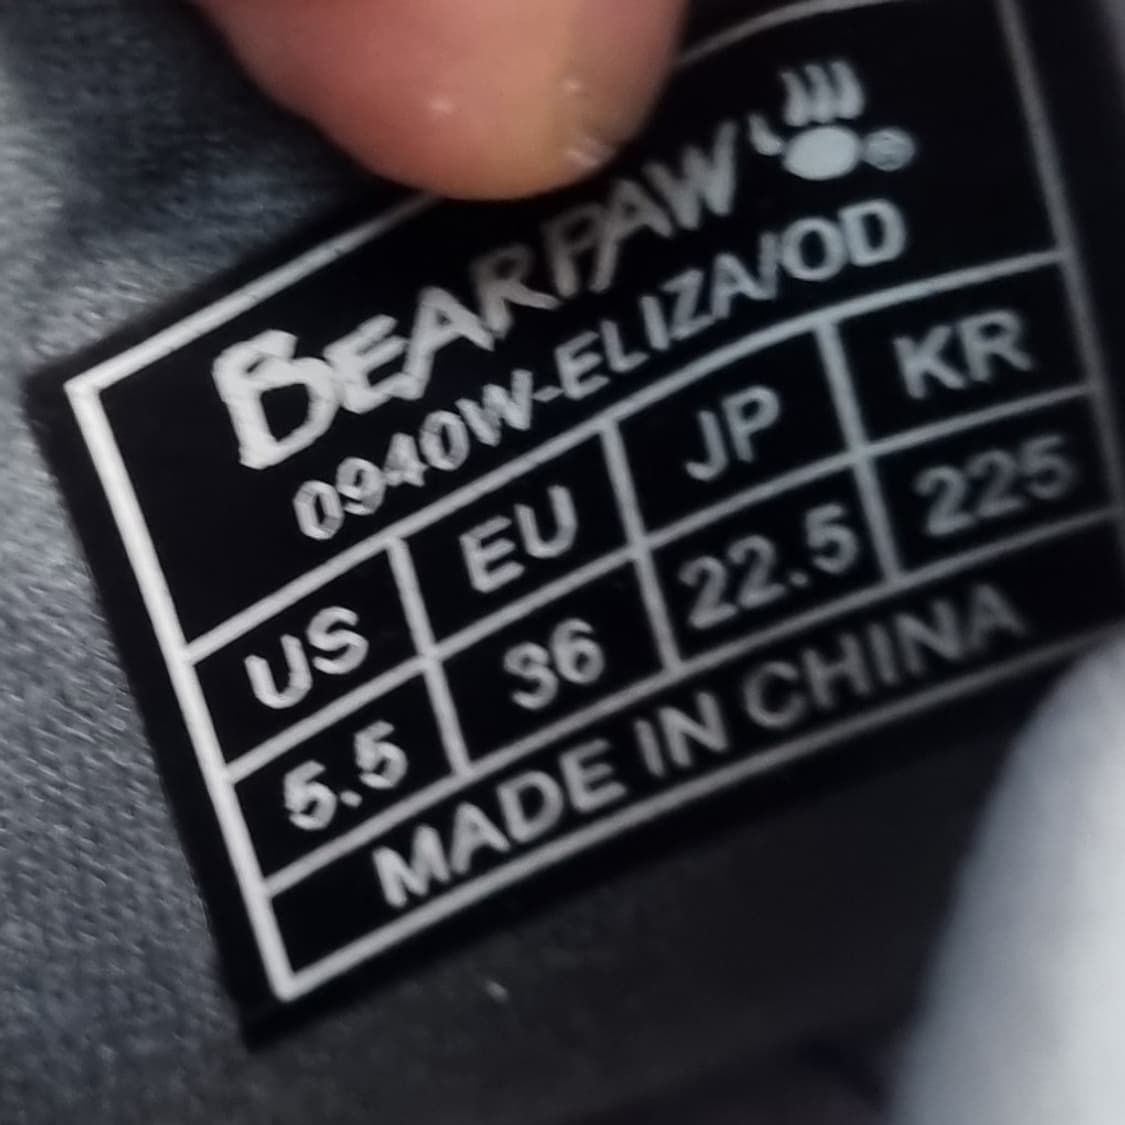 BEARPAW®
0940W-ELIZA/OD
US EU JP KR
5.5 36 22.5 225
MADE IN CHINA